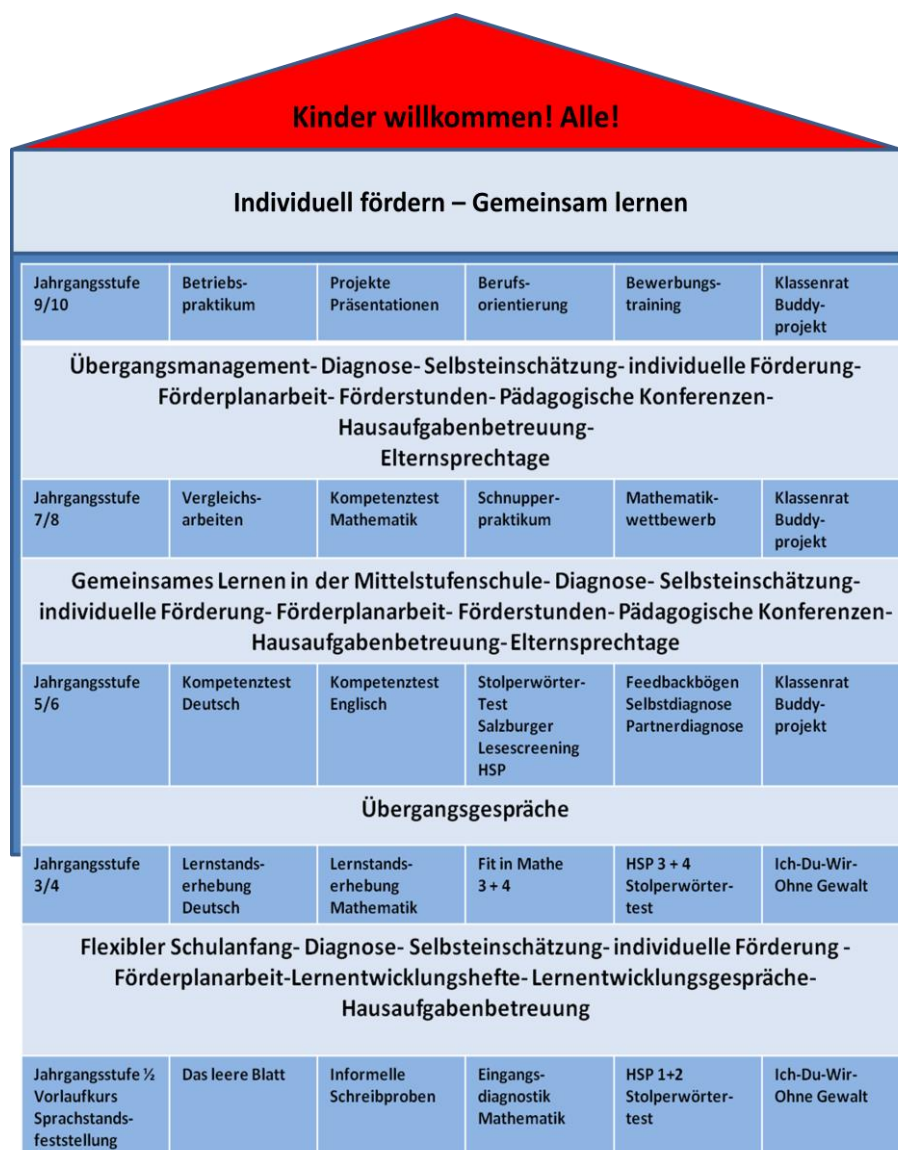 Kinder willkommen! Alle!
Individuell fördern – Gemeinsam lernen
Jahrgangsstufe
9/10
Betriebs-
praktikum
Projekte
Präsentationen
Berufs-
orientierung
Bewerbungs-
training
Klassenrat
Buddy-
projekt
Übergangsmanagement- Diagnose- Selbsteinschätzung- individuelle Förderung-
Förderplanarbeit- Förderstunden- Pädagogische Konferenzen-
Hausaufgabenbetreuung-
Elternsprechtage
Jahrgangsstufe
7/8
Vergleichs-
arbeiten
Kompetenztest
Mathematik
Schnupper-
praktikum
Mathematik-
wettbewerb
Klassenrat
Buddy-
projekt
Gemeinsames Lernen in der Mittelstufenschule- Diagnose- Selbsteinschätzung-
individuelle Förderung- Förderplanarbeit- Förderstunden- Pädagogische Konferenzen-
Hausaufgabenbetreuung- Elternsprechtage
Jahrgangsstufe
5/6
Kompetenztest
Deutsch
Kompetenztest
Englisch
Stolperwörter-
Test
Salzburger
Lesescreening
HSP
Feedbackbögen
Selbstdiagnose
Partnerdiagnose
Klassenrat
Buddy-
projekt
Übergangsgespräche
Jahrgangsstufe
3/4
Lernstands-
erhebung
Deutsch
Lernstands-
erhebung
Mathematik
Fit in Mathe
3 + 4
HSP 3 + 4
Stolperwörter-
test
Ich-Du-Wir-
Ohne Gewalt
Flexibler Schulanfang- Diagnose- Selbsteinschätzung- individuelle Förderung -
Förderplanarbeit-Lernentwicklungshefte- Lernentwicklungsgespräche-
Hausaufgabenbetreuung
Jahrgangsstufe ½
Vorlaufkurs
Sprachstands-
feststellung
Das leere Blatt
Informelle
Schreibproben
Eingangs-
diagnostik
Mathematik
HSP 1+2
Stolperwörter-
test
Ich-Du-Wir-
Ohne Gewalt